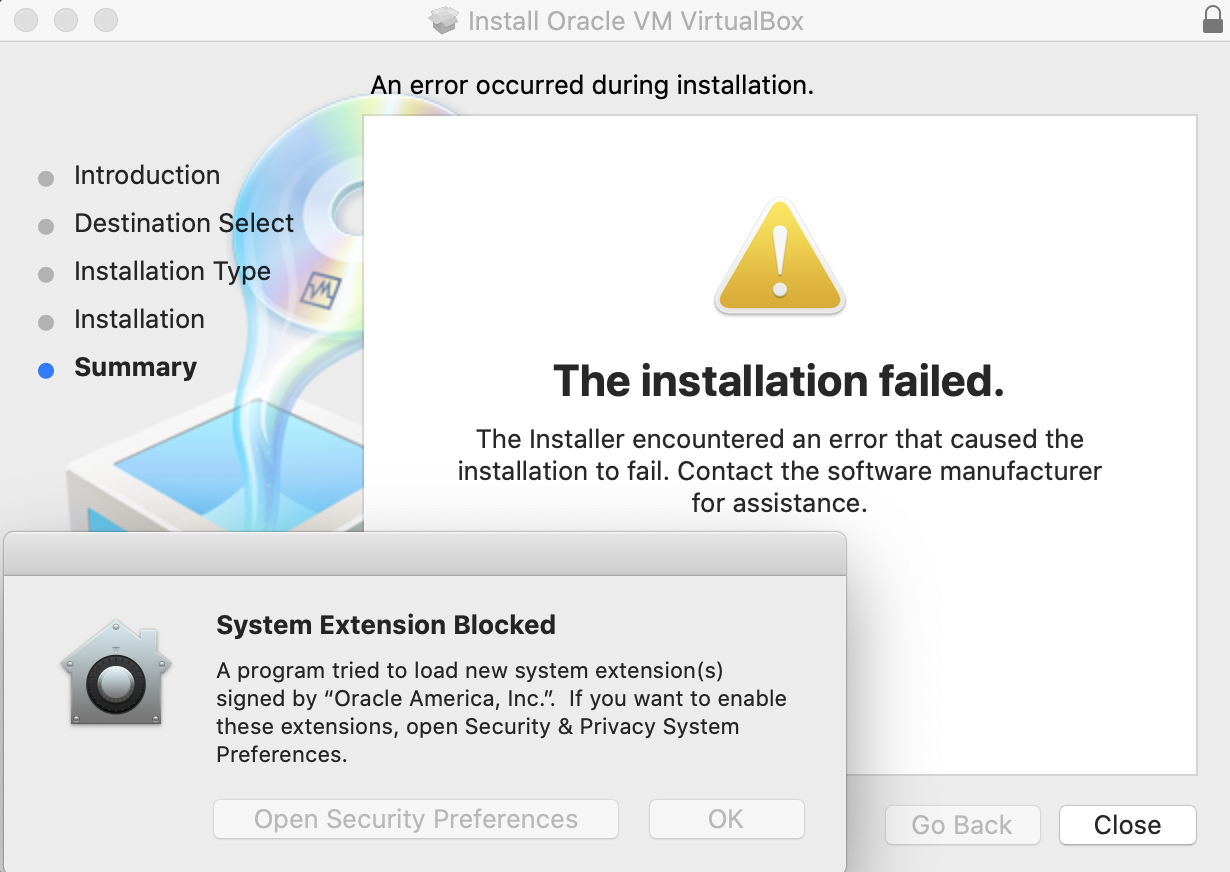 Install Oracle VM VirtualBox
An error occurred during installation.
Introduction
Destination Select
Installation Type
Installation
Summary
The installation failed.
The Installer encountered an error that caused the
installation to fail. Contact the software manufacturer
for assistance.
System Extension Blocked
A program tried to load new system extension(s)
signed by “Oracle America, Inc.”.  If you want to enable
these extensions, open Security & Privacy System
Preferences.
Open Security Preferences
OK
Go Back
Close